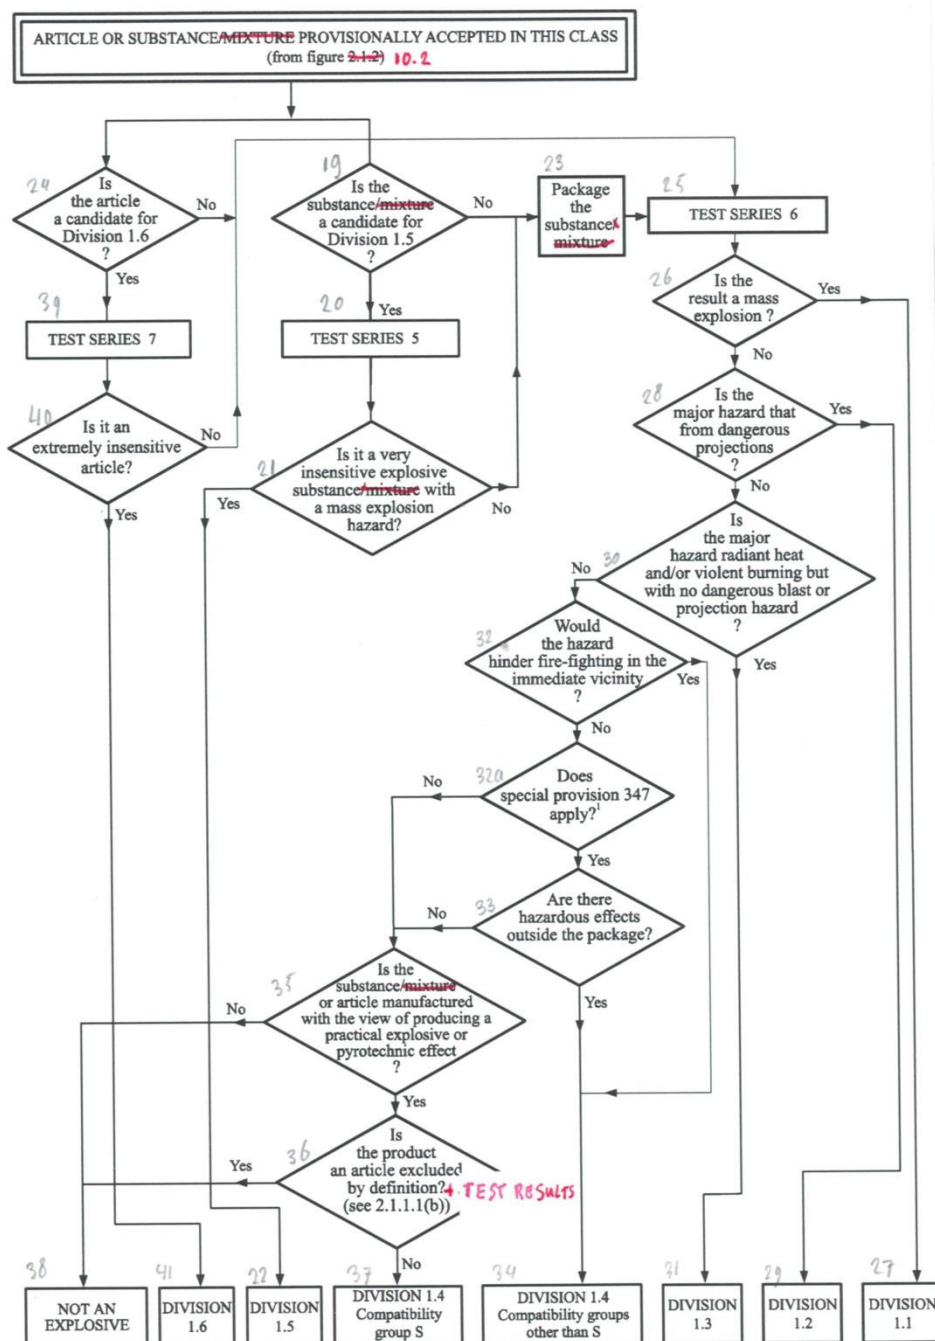 ARTICLE OR SUBSTANCE/MIXTURE PROVISIONALLY ACCEPTED IN THIS CLASS
(from figure 2.1.2) 10.2
24
Is
the article
a candidate for
Division 1.6
?
No
Yes
19
Is the
substance/mixture
a candidate for
Division 1.5
?
No
Yes
23
Package
the
substance/
mixture
25
TEST SERIES 6
39
TEST SERIES 7
20
TEST SERIES 5
26
Is the
result a mass
explosion ?
Yes
No
40
Is it an
extremely insensitive
article?
No
Yes
21
Is it a very
insensitive explosive
substance/mixture with
a mass explosion
hazard?
Yes
No
28
Is the
major hazard that
from dangerous
projections
?
Yes
No
30
Is
the major
hazard radiant heat
and/or violent burning but
with no dangerous blast or
projection hazard
?
No
Yes
32
Would
the hazard
hinder fire-fighting in the
immediate vicinity
?
Yes
No
32a
Does
special provision 347
apply?1
No
Yes
33
Are there
hazardous effects
outside the package?
No
Yes
35
Is the
substance/mixture
or article manufactured
with the view of producing a
practical explosive or
pyrotechnic effect
?
No
Yes
36
Is
the product
an article excluded
by definition? + TEST RESULTS
(see 2.1.1.1(b))
Yes
No
38
NOT AN
EXPLOSIVE
41
DIVISION
1.6
22
DIVISION
1.5
37
DIVISION 1.4
Compatibility
group S
34
DIVISION 1.4
Compatibility groups
other than S
31
DIVISION
1.3
29
DIVISION
1.2
27
DIVISION
1.1